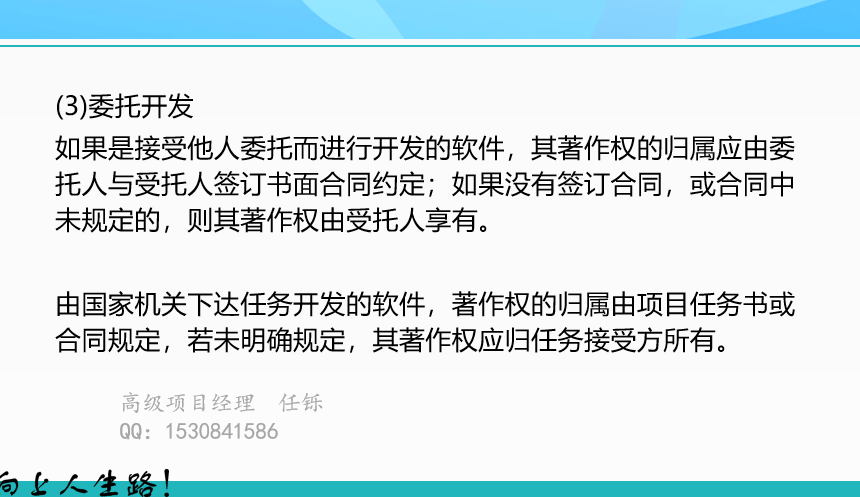 (3)委托开发
如果是接受他人委托而进行开发的软件，其著作权的归属应由委
托人与受托人签订书面合同约定；如果没有签订合同，或合同中
未规定的，则其著作权由受托人享有。
由国家机关下达任务开发的软件，著作权的归属由项目任务书或
合同规定，若未明确规定，其著作权应归任务接受方所有。
高级项目经理 任铄
QQ：1530841586
向上人生路！